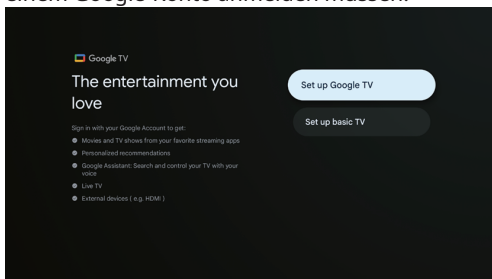 einem Google Konto anmelden müssen.
Google TV
The entertainment you
love
Sign in with your Google Account to get:
Movies and TV shows from your favorite streaming apps
Personalized recommendations
Google Assistant: Search and control your TV with your
voice
Live TV
External devices ( e.g. HDMI )
Set up Google TV
Set up basic TV